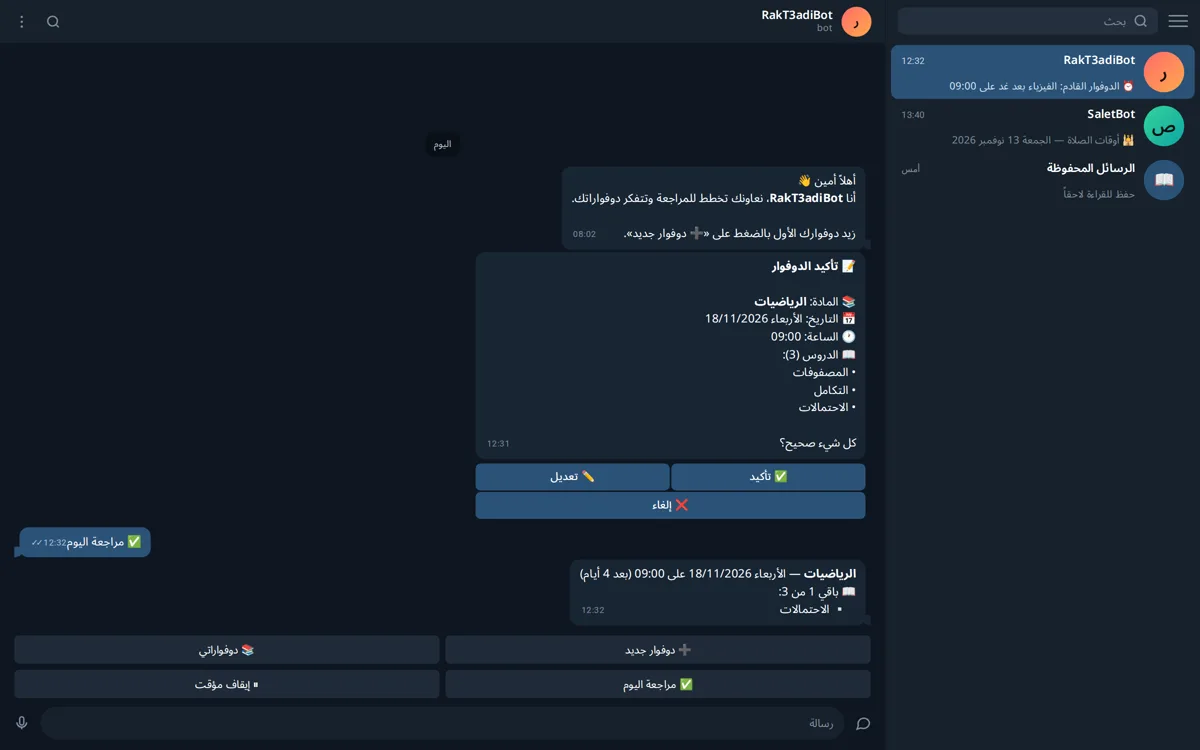 بحث
RakT3adiBot
12:32
⏰ الدوفوار القادم: الفيزياء بعد غد على 09:00
ر
SaletBot
13:40
🕌 أوقات الصلاة — الجمعة 13 نوفمبر 2026
ص
الرسائل المحفوظة
أمس
حفظ للقراءة لاحقاً
RakT3adiBot
bot
ر
اليوم
أهلاً أمين 👋
أنا RakT3adiBot، نعاونك تخطط للمراجعة وتتفكر دوفواراتك.
زيد دوفوارك الأول بالضغط على «➕ دوفوار جديد».
08:02
📝 تأكيد الدوفوار
📚 المادة: الرياضيات
📅 التاريخ: الأربعاء 18/11/2026
🕐 الساعة: 09:00
📖 الدروس (3):
• المصفوفات
• التكامل
• الاحتمالات
كل شيء صحيح؟
12:31
✅ تأكيد
✏️ تعديل
❌ إلغاء
✅ مراجعة اليوم 12:32 ✓✓
الرياضيات — الأربعاء 18/11/2026 على 09:00 (بعد 4 أيام)
📖 باقي 1 من 3:
▪ الاحتمالات
12:32
➕ دوفوار جديد
📚 دوفواراتي
✅ مراجعة اليوم
⏸ إيقاف مؤقت
رسالة